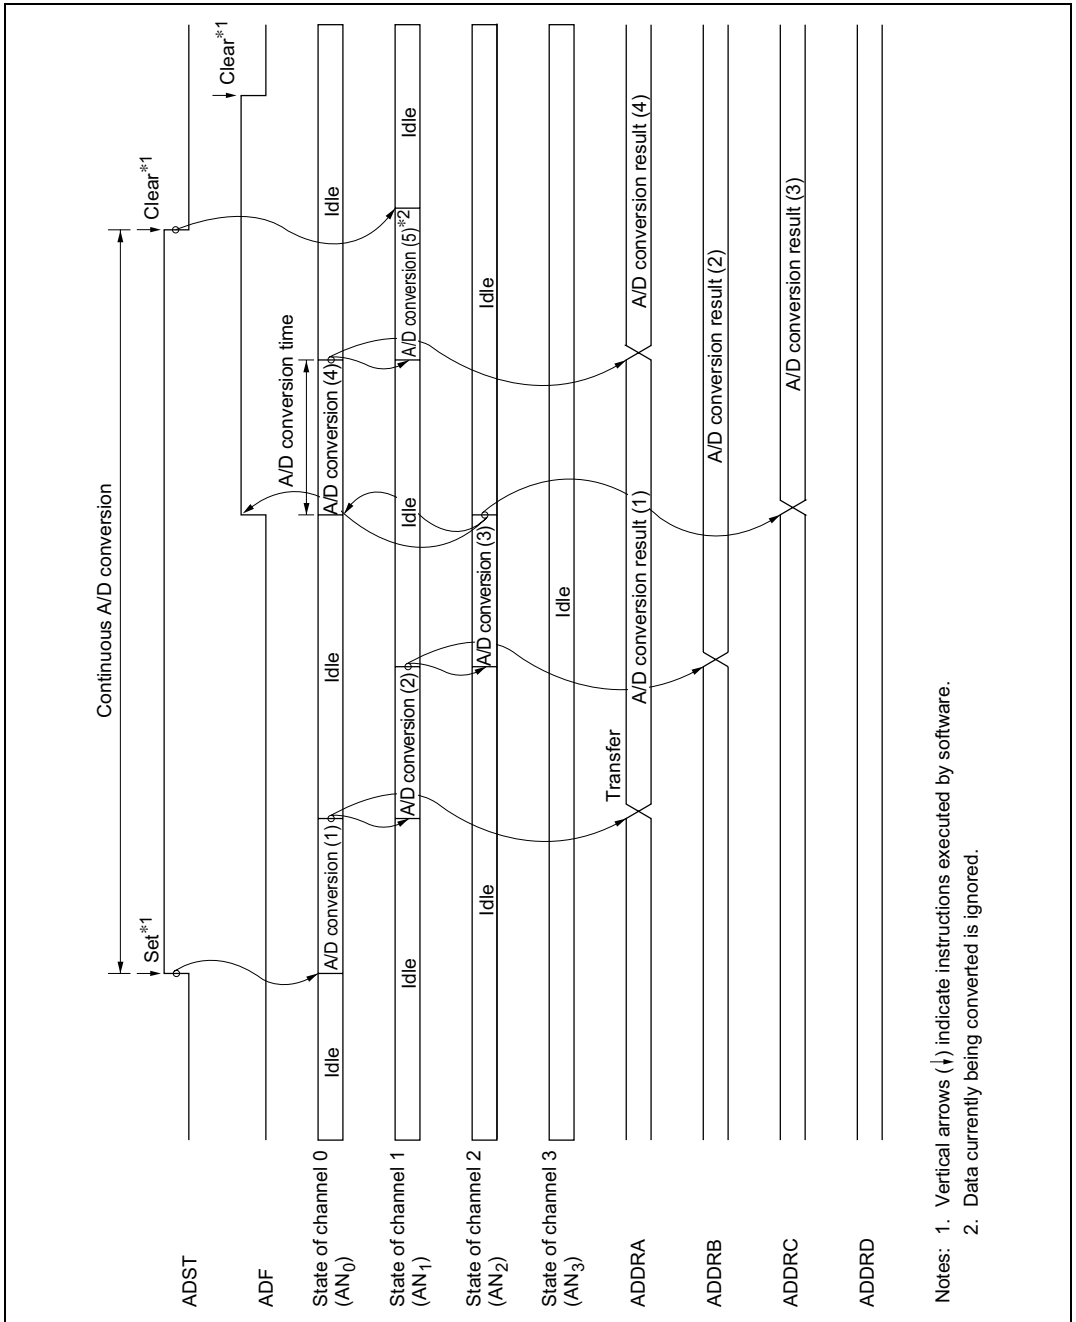 Continuous A/D conversion
Set*1
Clear*1
Clear*1
ADST
ADF
A/D conversion time
State of channel 0
(AN0)
Idle
A/D conversion (1)
Idle
A/D conversion (4)
Idle
State of channel 1
(AN1)
Idle
A/D conversion (2)
Idle
A/D conversion (5)*2
Idle
State of channel 2
(AN2)
Idle
A/D conversion (3)
Idle
State of channel 3
(AN3)
Idle
Transfer
ADDRA
A/D conversion result (1)
A/D conversion result (4)
ADDRB
A/D conversion result (2)
ADDRC
A/D conversion result (3)
ADDRD
Notes: 1. Vertical arrows (↓) indicate instructions executed by software.
2. Data currently being converted is ignored.